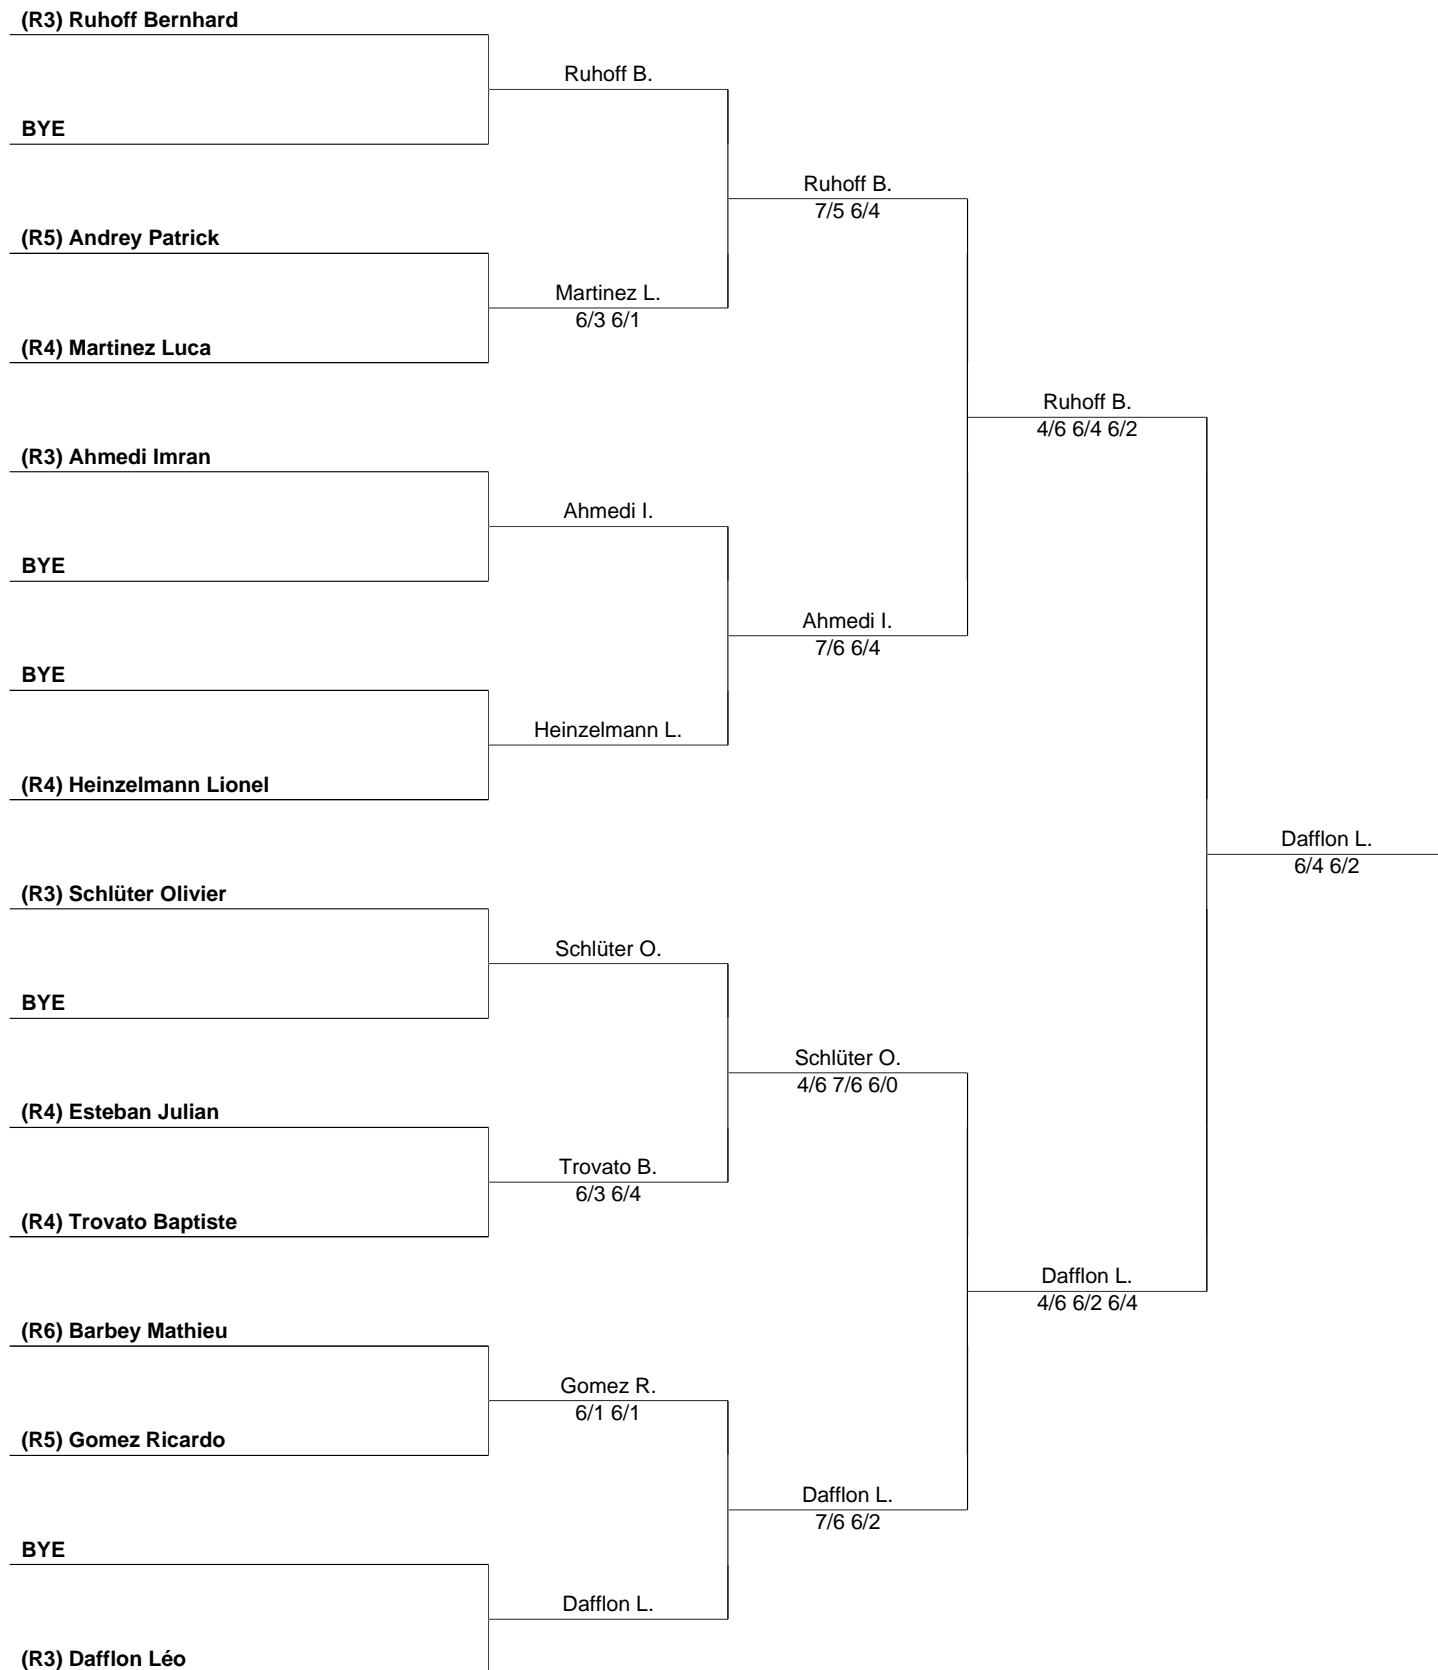 (R3) Ruhoff Bernhard
Ruhoff B.
BYE
Ruhoff B.
7/5 6/4
(R5) Andrey Patrick
Martinez L.
6/3 6/1
(R4) Martinez Luca
Ruhoff B.
4/6 6/4 6/2
(R3) Ahmedi Imran
Ahmedi I.
BYE
Ahmedi I.
7/6 6/4
BYE
Heinzelmann L.
(R4) Heinzelmann Lionel
Dafflon L.
6/4 6/2
(R3) Schlüter Olivier
Schlüter O.
BYE
Schlüter O.
4/6 7/6 6/0
(R4) Esteban Julian
Trovato B.
6/3 6/4
(R4) Trovato Baptiste
Dafflon L.
4/6 6/2 6/4
(R6) Barbey Mathieu
Gomez R.
6/1 6/1
(R5) Gomez Ricardo
Dafflon L.
7/6 6/2
BYE
Dafflon L.
(R3) Dafflon Léo